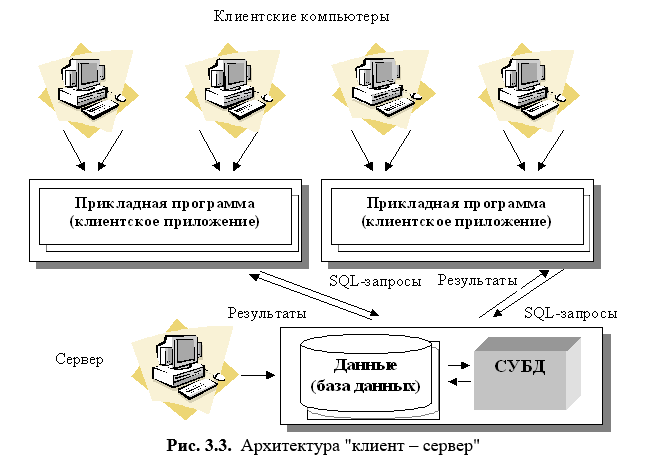 Клиентские компьютеры
Прикладная программа
(клиентское приложение)
Прикладная программа
(клиентское приложение)
SQL-запросы
Результаты
Результаты
SQL-запросы
Сервер
Данные
(база данных)
СУБД
Рис. 3.3. Архитектура "клиент – сервер"